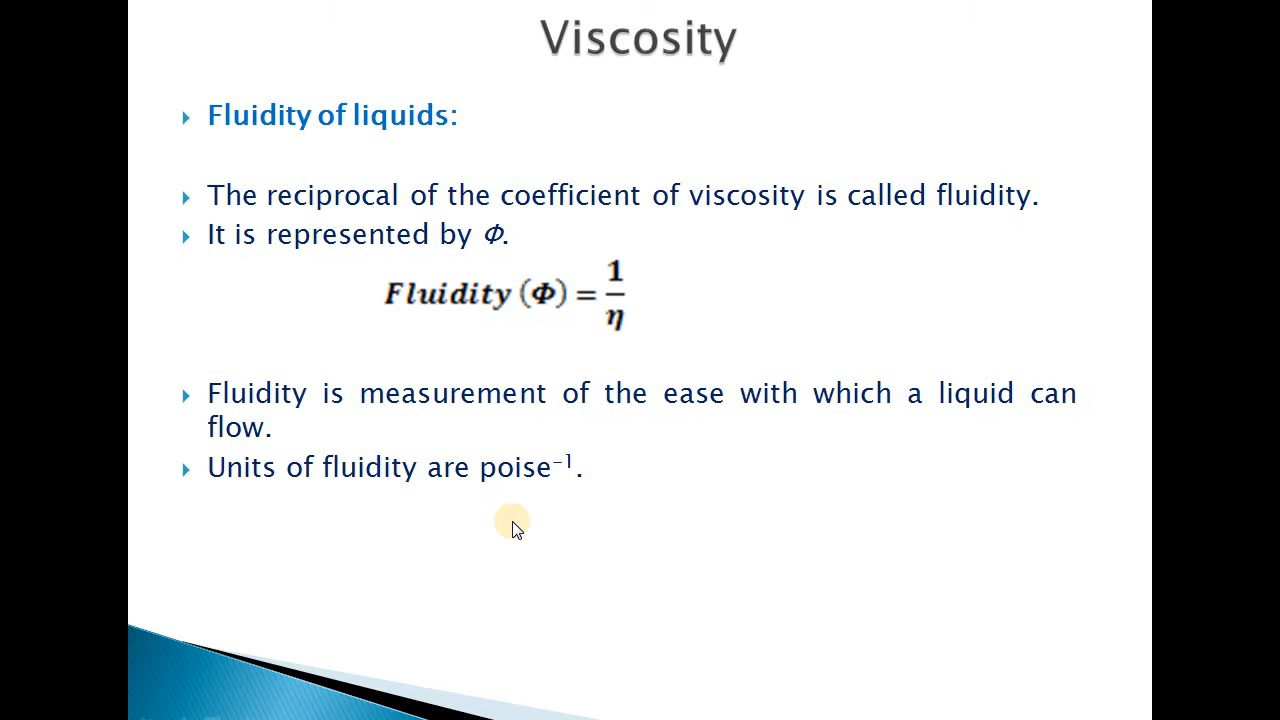 Viscosity
Fluidity of liquids:
The reciprocal of the coefficient of viscosity is called fluidity.
It is represented by Φ.
Fluidity (Φ) = 1/η
Fluidity is measurement of the ease with which a liquid can
flow.
Units of fluidity are poise⁻¹.